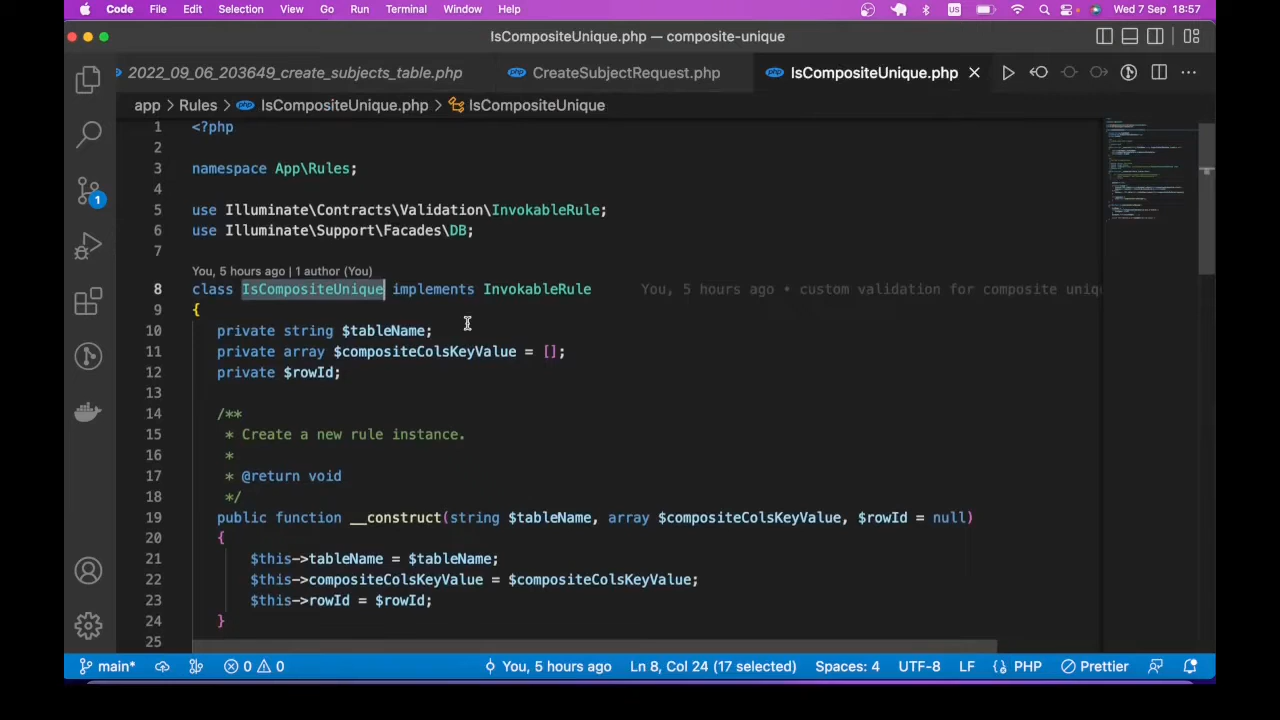 Code File Edit Selection View Go Run Terminal Window Help US Wed 7 Sep 18:57
IsCompositeUnique.php — composite-unique
2022_09_06_203649_create_subjects_table.php CreateSubjectRequest.php IsCompositeUnique.php
app > Rules > IsCompositeUnique.php > IsCompositeUnique
1 <?php
2
3 namespace App\Rules;
4
5 use Illuminate\Contracts\Validation\InvokableRule;
6 use Illuminate\Support\Facades\DB;
7
You, 5 hours ago | 1 author (You)
8 class IsCompositeUnique implements InvokableRule You, 5 hours ago • custom validation for composite uniq
9 {
10 private string $tableName;
11 private array $compositeColsKeyValue = [];
12 private $rowId;
13
14 /**
15 * Create a new rule instance.
16 *
17 * @return void
18 */
19 public function __construct(string $tableName, array $compositeColsKeyValue, $rowId = null)
20 {
21 $this->tableName = $tableName;
22 $this->compositeColsKeyValue = $compositeColsKeyValue;
23 $this->rowId = $rowId;
24 }
25
1
main* 0 0 You, 5 hours ago Ln 8, Col 24 (17 selected) Spaces: 4 UTF-8 LF PHP Prettier